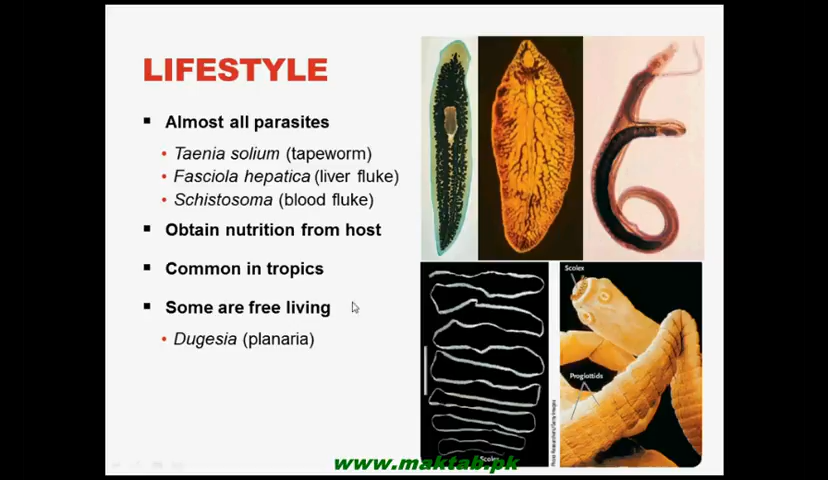 LIFESTYLE
Almost all parasites
Taenia solium (tapeworm)
Fasciola hepatica (liver fluke)
Schistosoma (blood fluke)
Obtain nutrition from host
Common in tropics
Some are free living
Dugesia (planaria)
Scolex
Proglottids
Scolex
www.maktab.pk